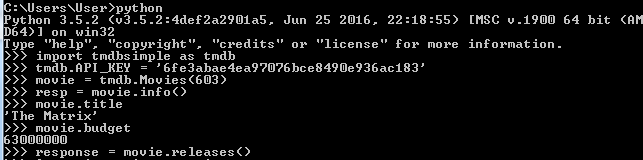 C:\Users\User>python
Python 3.5.2 (v3.5.2:4def2a2901a5, Jun 25 2016, 22:18:55) [MSC v.1900 64 bit (AM
D64)] on win32
Type "help", "copyright", "credits" or "license" for more information.
>>> import tmdbsimple as tmdb
>>> tmdb.API_KEY = '6fe3abae4ea97076bce8490e936ac183'
>>> movie = tmdb.Movies(603)
>>> resp = movie.info()
>>> movie.title
'The Matrix'
>>> movie.budget
63000000
>>> response = movie.releases()